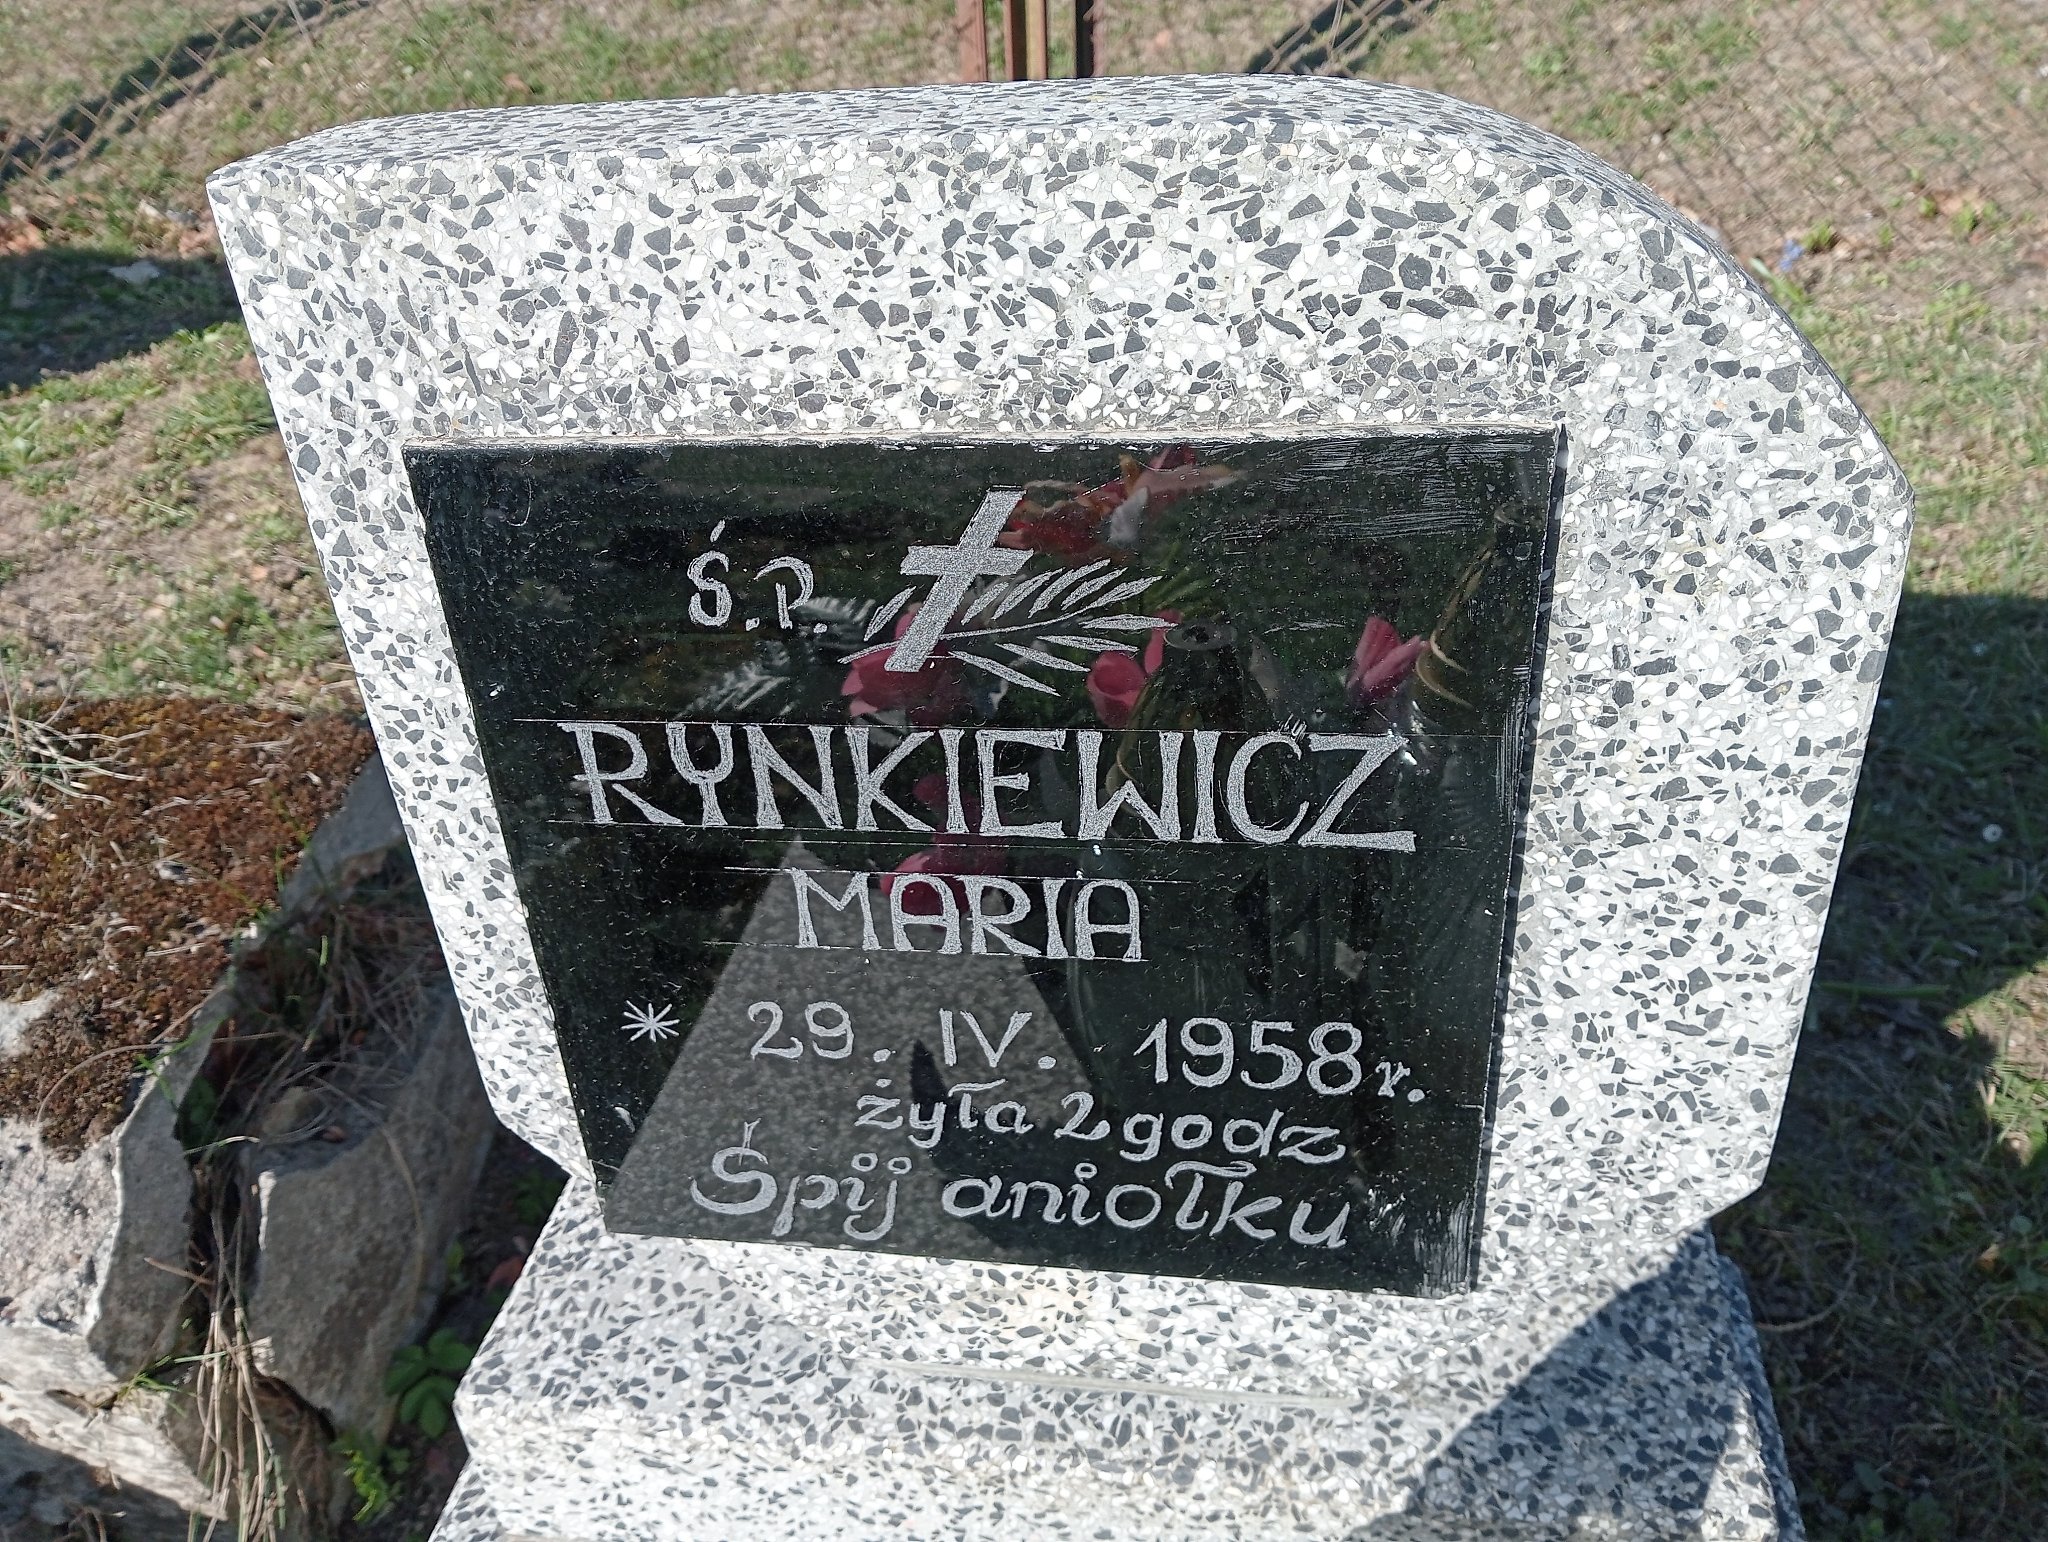 Ś.P.
RYNKIEWICZ
MARIA
* 29. IV. 1958 r.
żyła 2 godz
Śpij aniołku